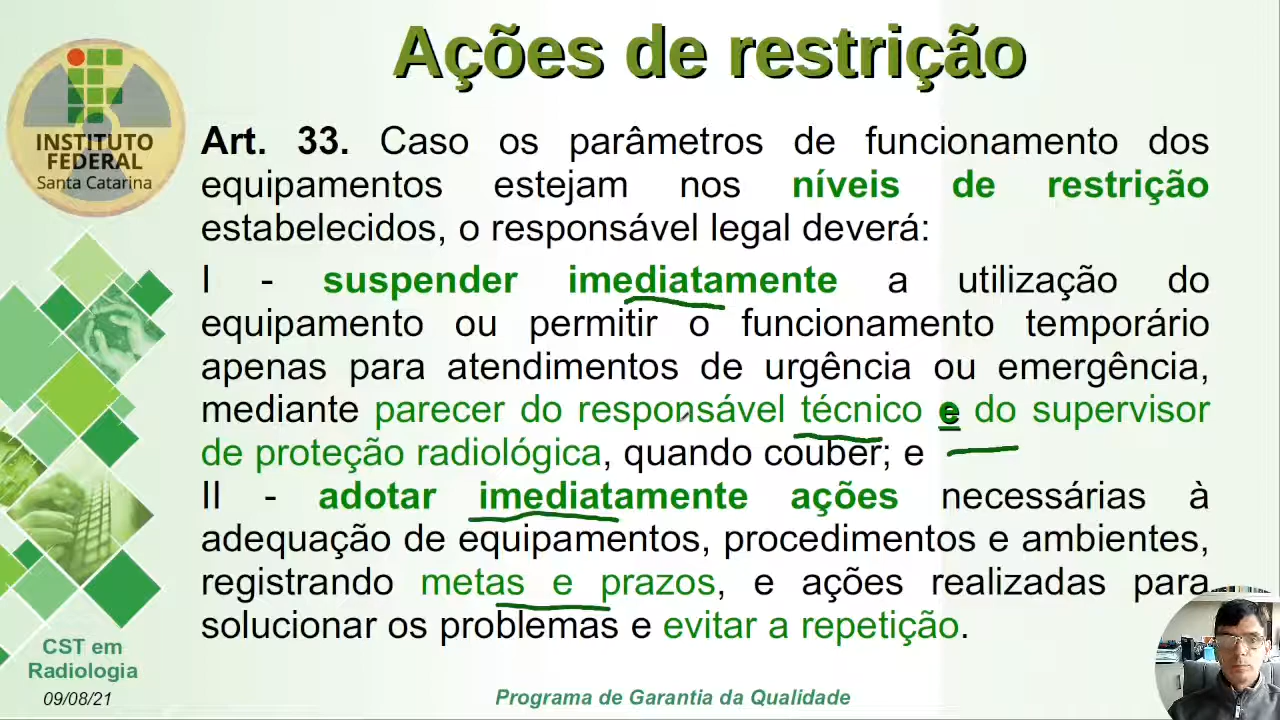 Ações de restrição
INSTITUTO
FEDERAL
Santa Catarina
Art. 33. Caso os parâmetros de funcionamento dos
equipamentos estejam nos níveis de restrição
estabelecidos, o responsável legal deverá:
I - suspender imediatamente a utilização do
equipamento ou permitir o funcionamento temporário
apenas para atendimentos de urgência ou emergência,
mediante parecer do responsável técnico e do supervisor
de proteção radiológica, quando couber; e
II - adotar imediatamente ações necessárias à
adequação de equipamentos, procedimentos e ambientes,
registrando metas e prazos, e ações realizadas para
solucionar os problemas e evitar a repetição.
CST em
Radiologia
09/08/21
Programa de Garantia da Qualidade